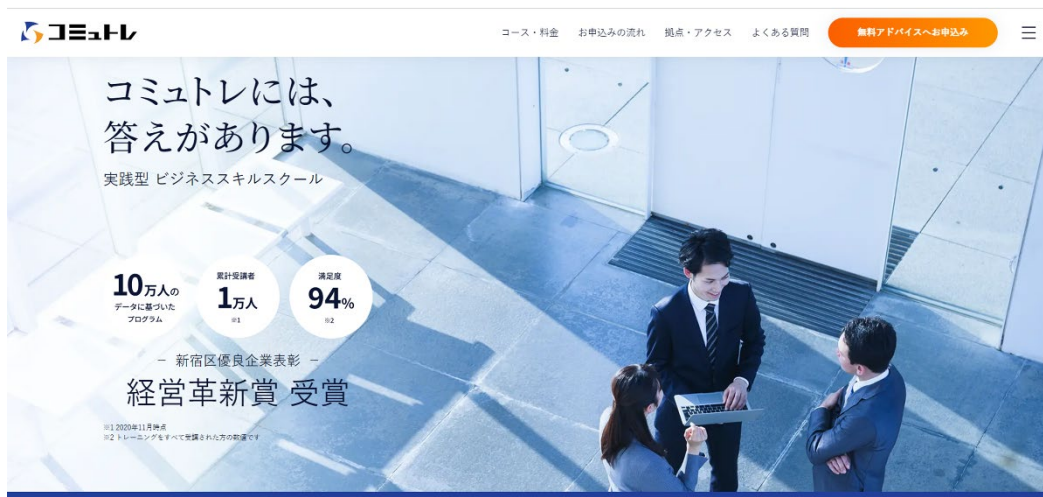 コミュトレ
コース・料金 お申込みの流れ 拠点・アクセス よくある質問 無料アドバイスへお申込み
コミュトレには、
答えがあります。
実践型 ビジネススキルスクール
10万人の
データに基づいた
プログラム
累計受講者
1万人
※1
満足度
94%
※2
− 新宿区優良企業表彰 −
経営革新賞 受賞
※1 2020年11月時点
※2 トレーニングをすべて受講された方の数値です